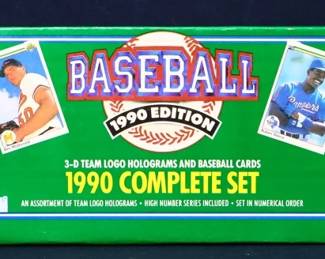 BASEBALL
1990 EDITION
3-D TEAM LOGO HOLOGRAMS AND BASEBALL CARDS
1990 COMPLETE SET
AN ASSORTMENT OF TEAM LOGO HOLOGRAMS • HIGH NUMBER SERIES INCLUDED • SET IN NUMERICAL ORDER